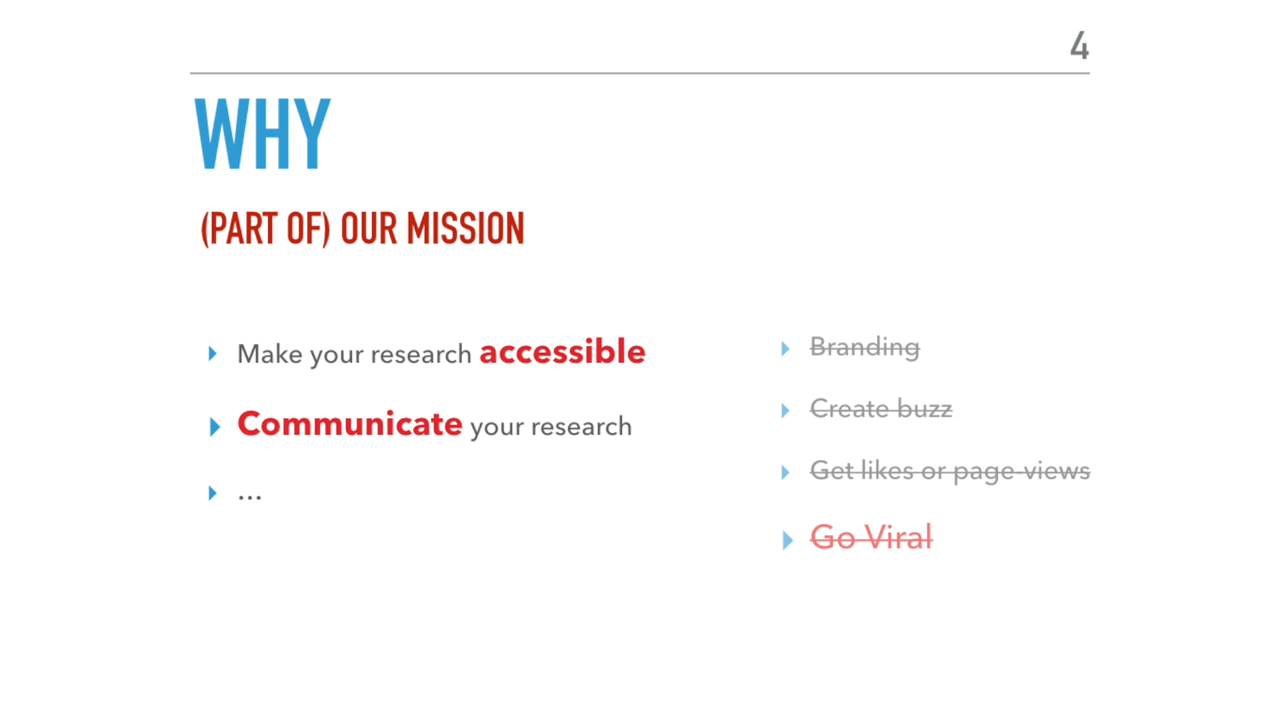 4
WHY
(PART OF) OUR MISSION
Make your research accessible
Communicate your research
...
Branding
Create buzz
Get likes or page-views
Go Viral